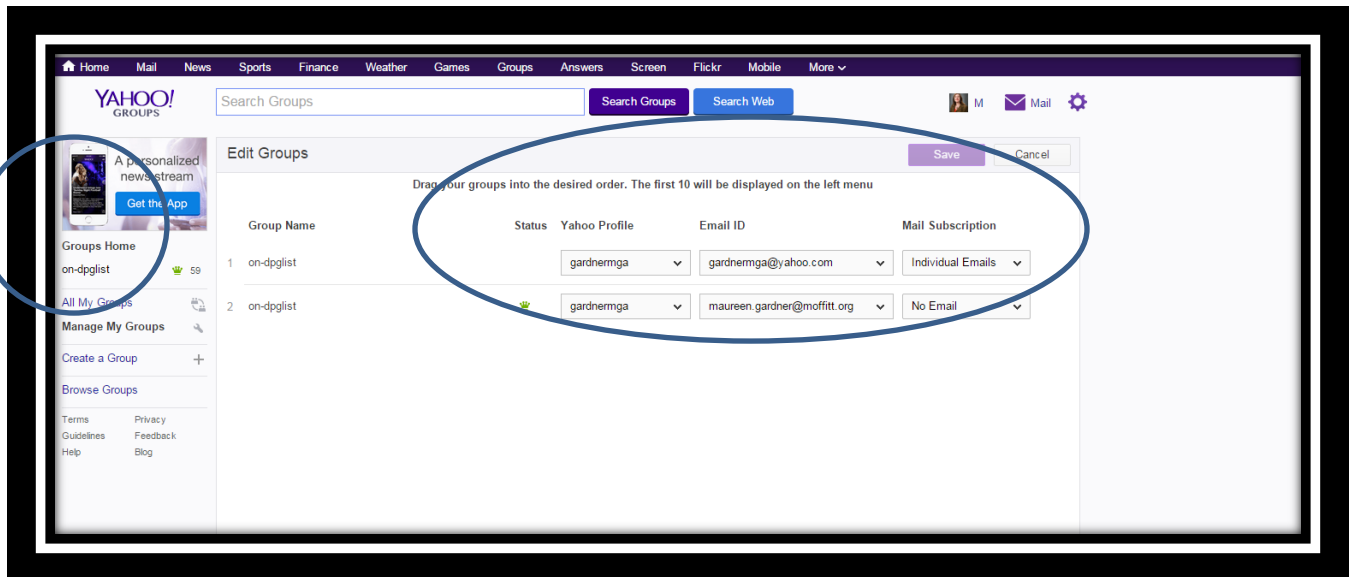 Home Mail News Sports Finance Weather Games Groups Answers Screen Flickr Mobile More
YAHOO!
GROUPS
Search Groups
Search Groups
Search Web
M
Mail
A personalized
news stream
Get the App
Groups Home
on-dpglist 59
All My Groups
Manage My Groups
Create a Group
Browse Groups
Terms Privacy
Guidelines Feedback
Help Blog
Edit Groups
Save
Cancel
Drag your groups into the desired order. The first 10 will be displayed on the left menu
Group Name Status Yahoo Profile Email ID Mail Subscription
1 on-dpglist gardnermga gardnermga@yahoo.com Individual Emails
2 on-dpglist gardnermga maureen.gardner@moffitt.org No Email